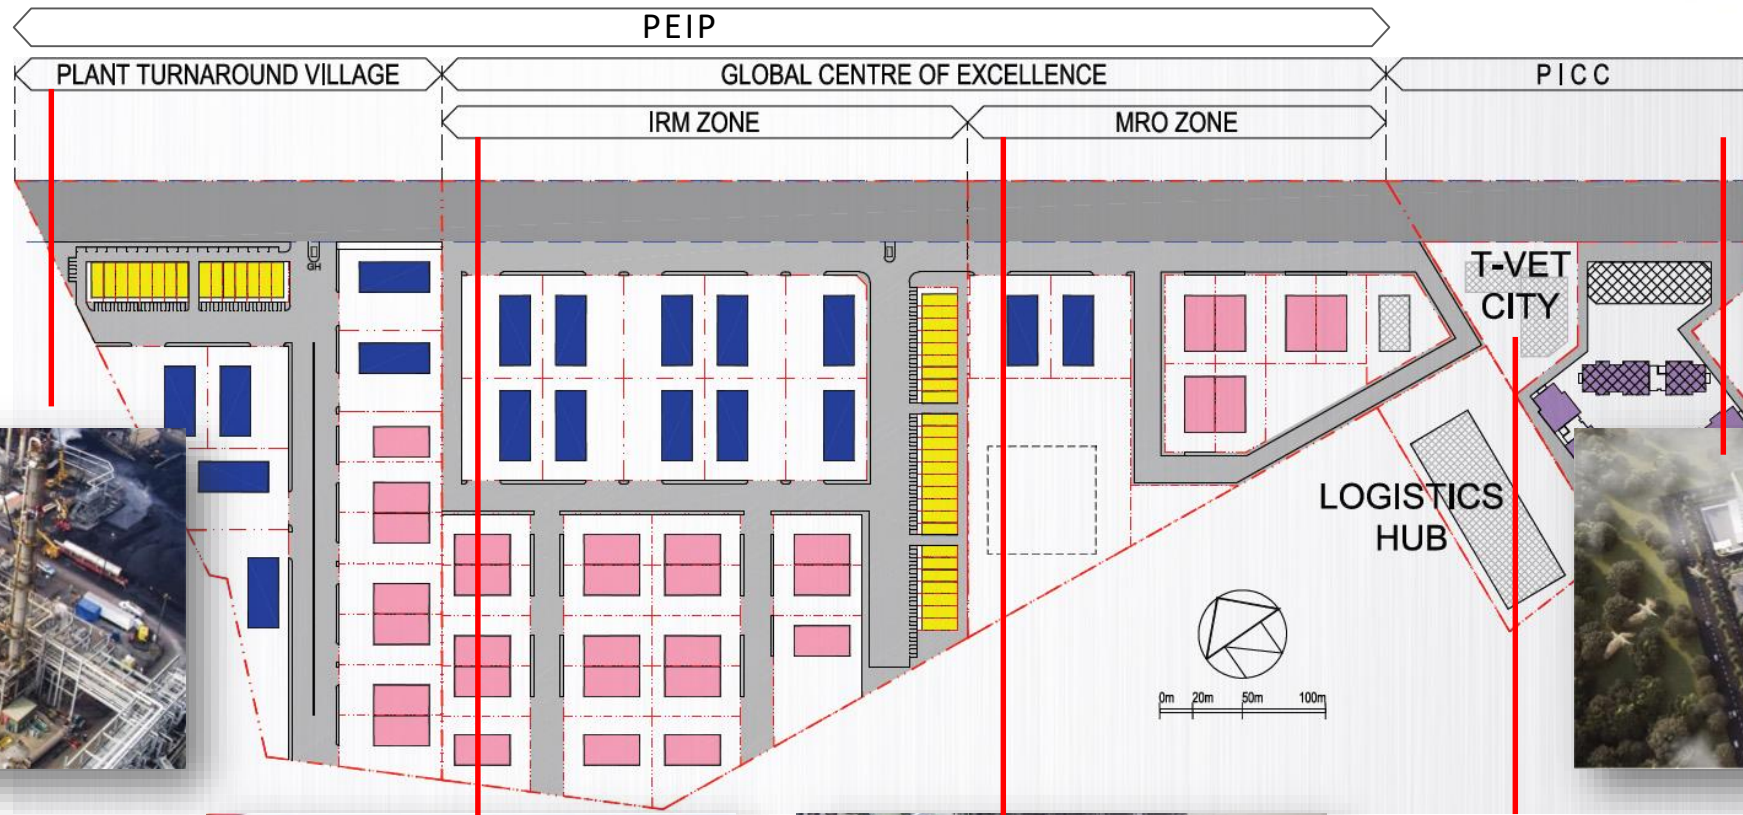 PEIP
PLANT TURNAROUND VILLAGE
GLOBAL CENTRE OF EXCELLENCE
P I C C
IRM ZONE
MRO ZONE
GH
T-VET
CITY
LOGISTICS
HUB
0m 20m 50m 100m